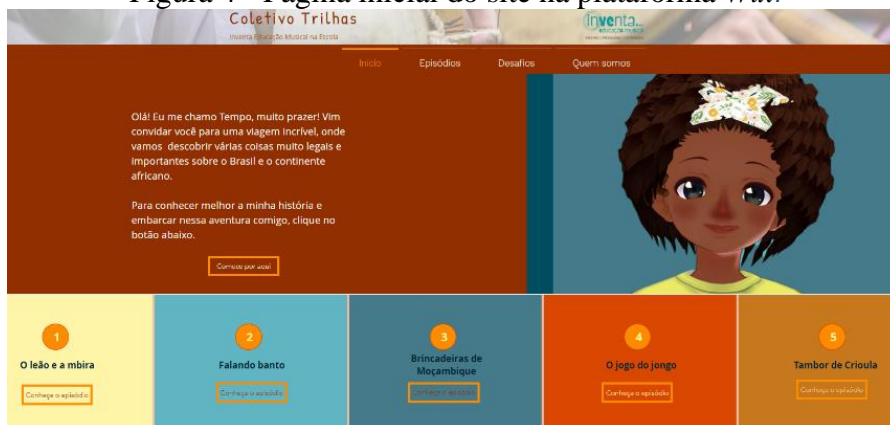 Figura 4 - Página inicial do site na plataforma Wix.
Coletivo Trilhas
Inventa Educação Musical na Escola
inventa...
educação musical
Início
Episódios
Desafios
Quem somos
Olá! Eu me chamo Tempo, muito prazer! Vim
convidar você para uma viagem incrível, onde
vamos descobrir várias coisas muito legais e
importantes sobre o Brasil e o continente
africano.
Para conhecer melhor a minha história e
embarcar nessa aventura comigo, clique no
botão abaixo.
Comece por aqui
1
O leão e a mbira
Conheça o episódio
2
Falando banto
Conheça o episódio
3
Brincadeiras de
Moçambique
Conheça o episódio
4
O jogo do jongo
Conheça o episódio
5
Tambor de Crioula
Conheça o episódio